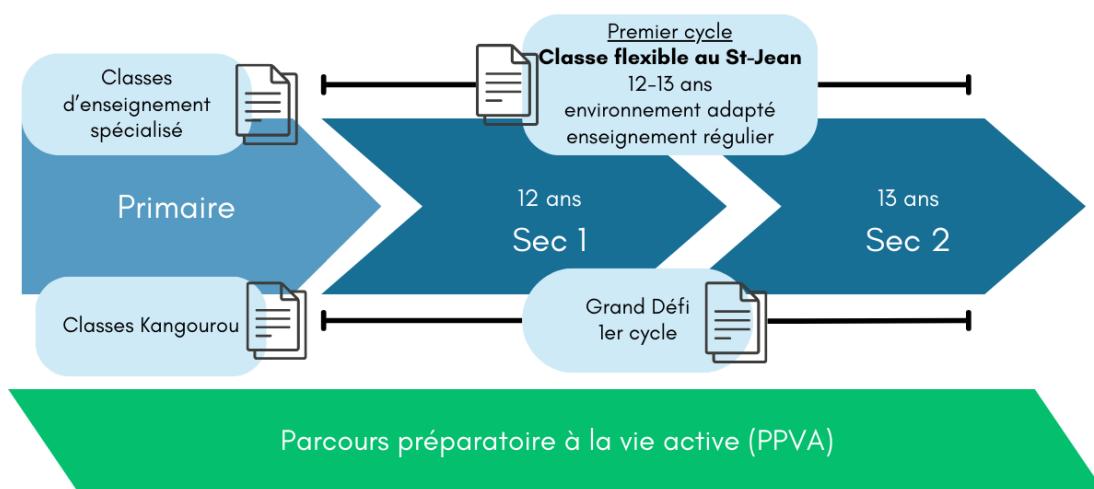 Classes
d'enseignement
spécialisé
Premier cycle
Classe flexible au St-Jean
12-13 ans
environnement adapté
enseignement régulier
Primaire
12 ans
Sec 1
13 ans
Sec 2
Classes Kangourou
Grand Défi
1er cycle
Parcours préparatoire à la vie active (PPVA)